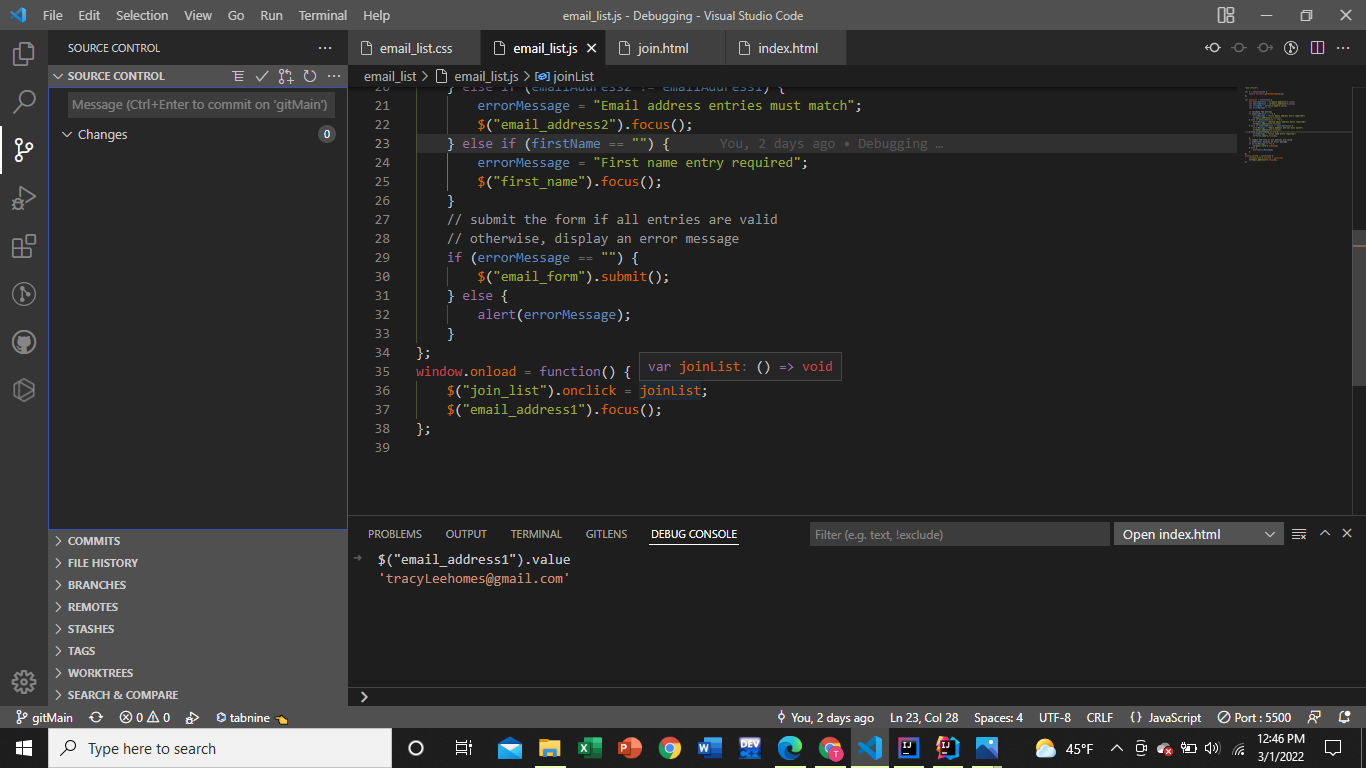 File Edit Selection View Go Run Terminal Help email_list.js - Debugging - Visual Studio Code
SOURCE CONTROL
SOURCE CONTROL
Message (Ctrl+Enter to commit on 'gitMain')
Changes 0
COMMITS
FILE HISTORY
BRANCHES
REMOTES
STASHES
TAGS
WORKTREES
SEARCH & COMPARE
email_list.css email_list.js join.html index.html
email_list > email_list.js > joinList
20 } else if (emailAddress2 != emailAddress1) {
21 errorMessage = "Email address entries must match";
22 $("email_address2").focus();
23 } else if (firstName == "") { You, 2 days ago • Debugging …
24 errorMessage = "First name entry required";
25 $("first_name").focus();
26 }
27 // submit the form if all entries are valid
28 // otherwise, display an error message
29 if (errorMessage == "") {
30 $("email_form").submit();
31 } else {
32 alert(errorMessage);
33 }
34 };
35 window.onload = function() {
var joinList: () => void
36 $("join_list").onclick = joinList;
37 $("email_address1").focus();
38 };
39
PROBLEMS OUTPUT TERMINAL GITLENS DEBUG CONSOLE Filter (e.g. text, !exclude) Open index.html
$("email_address1").value
'tracyLeehomes@gmail.com'
gitMain 0 0 tabnine You, 2 days ago Ln 23, Col 28 Spaces: 4 UTF-8 CRLF {} JavaScript Port : 5500
Type here to search 45°F 12:46 PM
3/1/2022